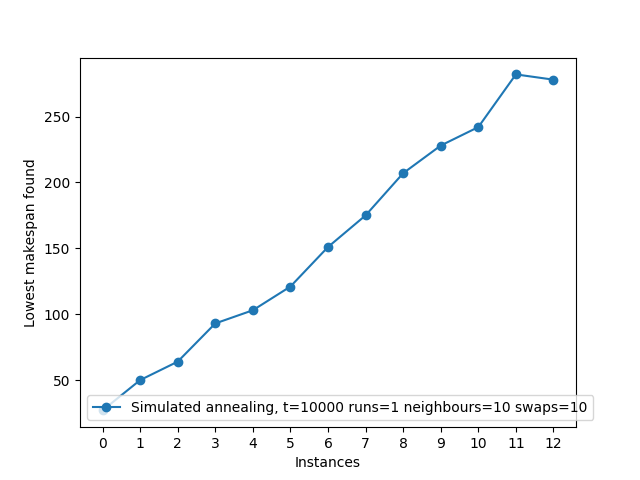 250
200
150
100
50
Lowest makespan found
Simulated annealing, t=10000 runs=1 neighbours=10 swaps=10
0 1 2 3 4 5 6 7 8 9 10 11 12
Instances